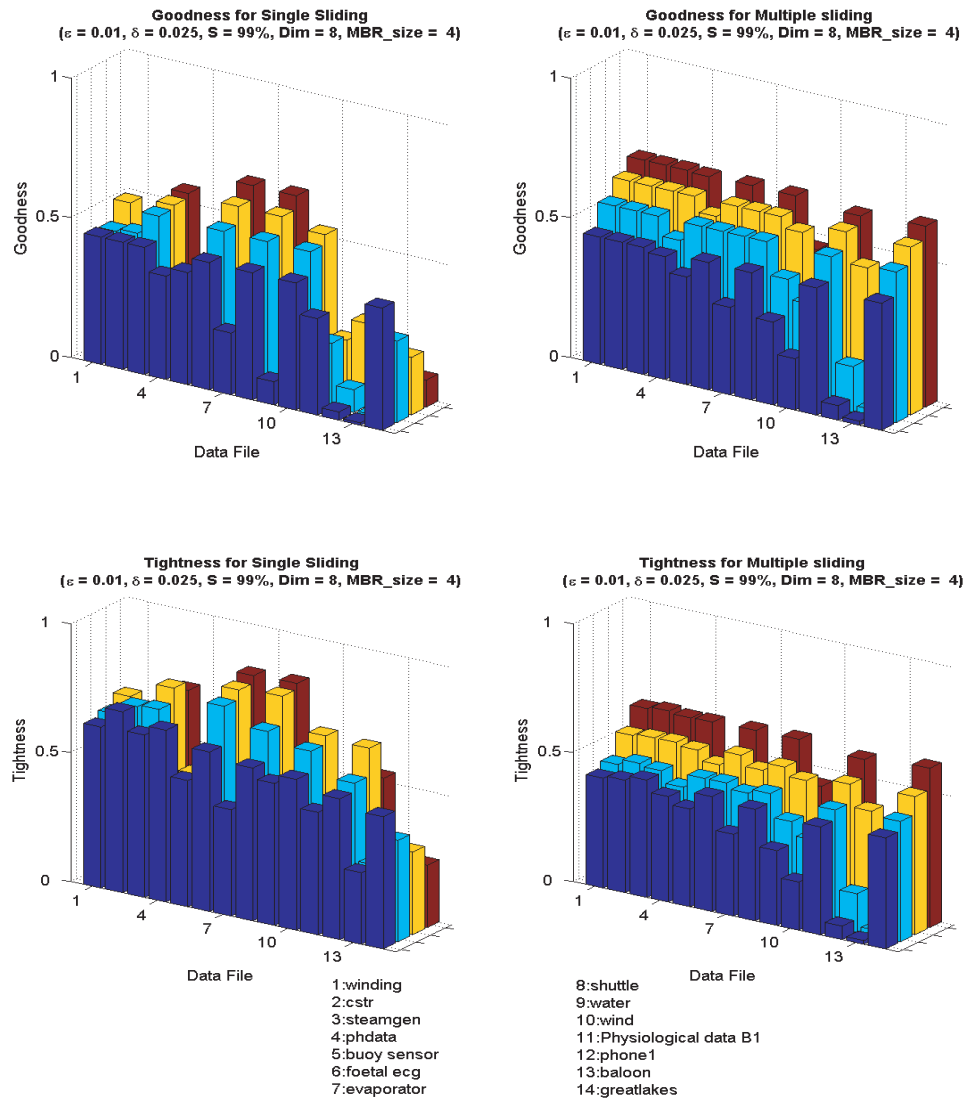 Goodness for Single Sliding
(ε = 0.01, δ = 0.025, S = 99%, Dim = 8, MBR_size = 4)
1
0.5
0
Goodness
1
4
7
10
13
Data File
Goodness for Multiple sliding
(ε = 0.01, δ = 0.025, S = 99%, Dim = 8, MBR_size = 4)
1
0.5
0
Goodness
1
4
7
10
13
Data File
Tightness for Single Sliding
(ε = 0.01, δ = 0.025, S = 99%, Dim = 8, MBR_size = 4)
1
0.5
0
Tightness
1
4
7
10
13
Data File
Tightness for Multiple sliding
(ε = 0.01, δ = 0.025, S = 99%, Dim = 8, MBR_size = 4)
1
0.5
0
Tightness
1
4
7
10
13
Data File
1:winding
2:cstr
3:steamgen
4:phdata
5:buoy sensor
6:foetal ecg
7:evaporator
8:shuttle
9:water
10:wind
11:Physiological data B1
12:phone1
13:baloon
14:greatlakes